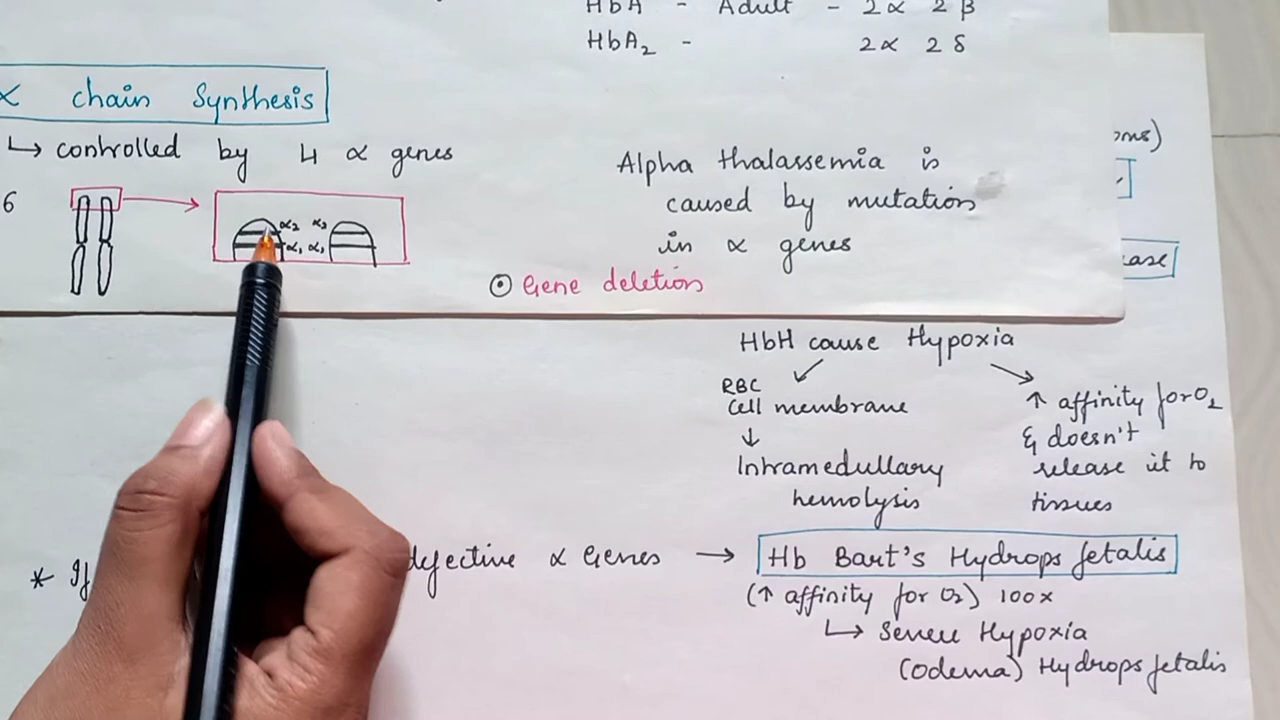 HbA - Adult - 2α 2β
HbA₂ - 2α 2δ
α chain Synthesis
↳ controlled by 4 α genes
6
α₂ α₂
α₁ α₁
Alpha thalassemia is
caused by mutation
in α genes
⊙ Gene deletion
oms)
ease
HbH cause Hypoxia
RBC
Cell membrane
↓
Intramedullary
hemolysis
↑ affinity for O₂
& doesn't
release it to
tissues
* If defective α Genes → Hb Bart's Hydrops fetalis
(↑ affinity for O₂) 100x
↳ Severe Hypoxia
(Odema) Hydrops fetalis